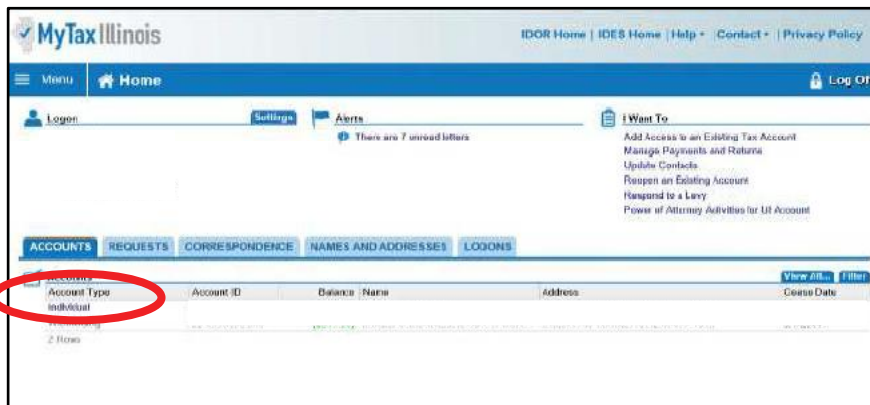 MyTax Illinois
IDOR Home | IDES Home | Help | Contact | Privacy Policy
Menu Home Log Of
Logon Settings Alerts I Want To
There are 7 unread letters
Add Access to an Existing Tax Account
Manage Payments and Returns
Update Contacts
Reopen an Existing Account
Respond to a Levy
Power of Attorney Activities for UI Account
ACCOUNTS REQUESTS CORRESPONDENCE NAMES AND ADDRESSES LOGONS
Accounts View All... Filter
Account Type Account ID Balance Name Address Cease Date
Individual
2 Rows